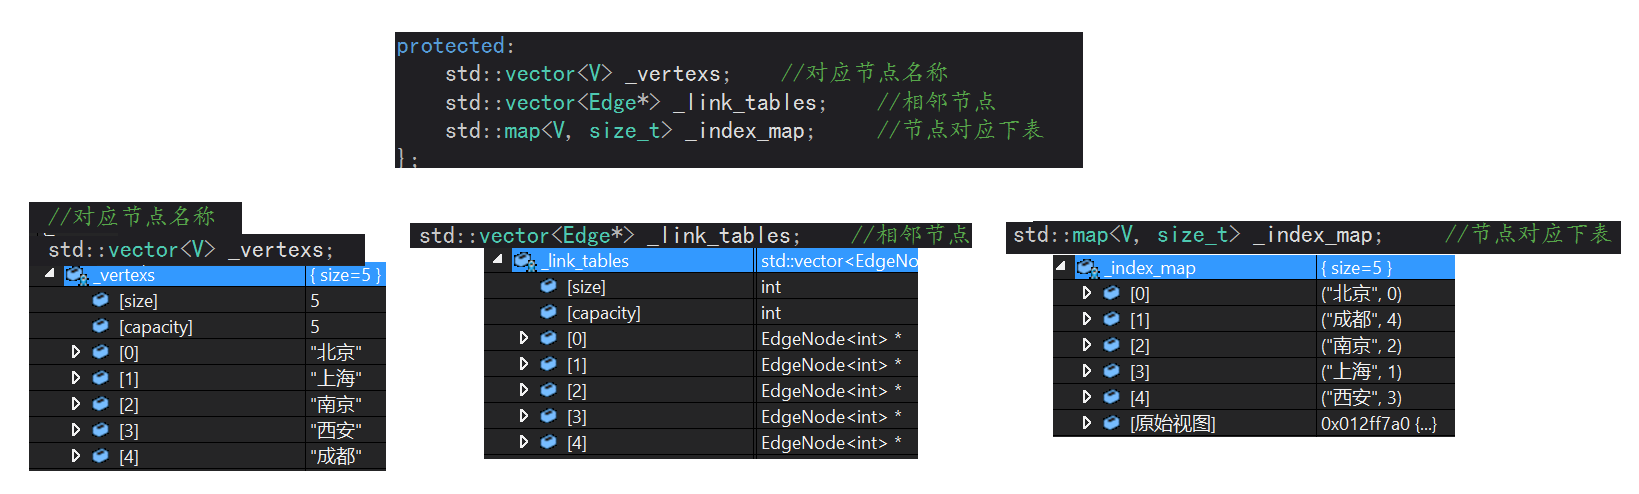 protected:
std::vector<V> _vertexs; //对应节点名称
std::vector<Edge*> _link_tables; //相邻节点
std::map<V, size_t> _index_map; //节点对应下表
};
//对应节点名称
std::vector<V> _vertexs;
_vertexs { size=5 }
[size] 5
[capacity] 5
[0] "北京"
[1] "上海"
[2] "南京"
[3] "西安"
[4] "成都"
std::vector<Edge*> _link_tables; //相邻节点
_link_tables std::vector<EdgeNo
[size] int
[capacity] int
[0] EdgeNode<int> *
[1] EdgeNode<int> *
[2] EdgeNode<int> *
[3] EdgeNode<int> *
[4] EdgeNode<int> *
std::map<V, size_t> _index_map; //节点对应下表
_index_map { size=5 }
[0] ("北京", 0)
[1] ("成都", 4)
[2] ("南京", 2)
[3] ("上海", 1)
[4] ("西安", 3)
[原始视图] 0x012ff7a0 {...}